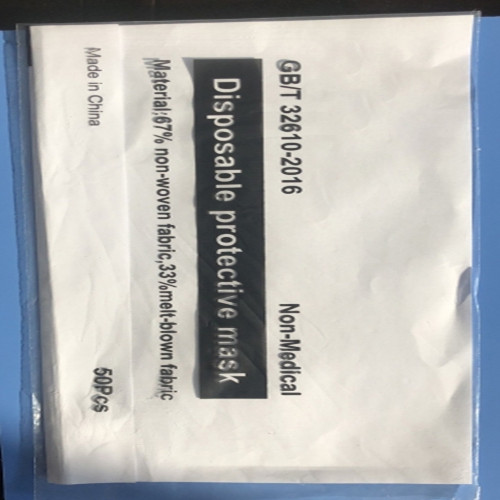 GB/T 32610-2016 Non-Medical
Disposable protective mask
Material;67% non-woven fabric,33%melt-blown fabric
Made in China 50Pcs